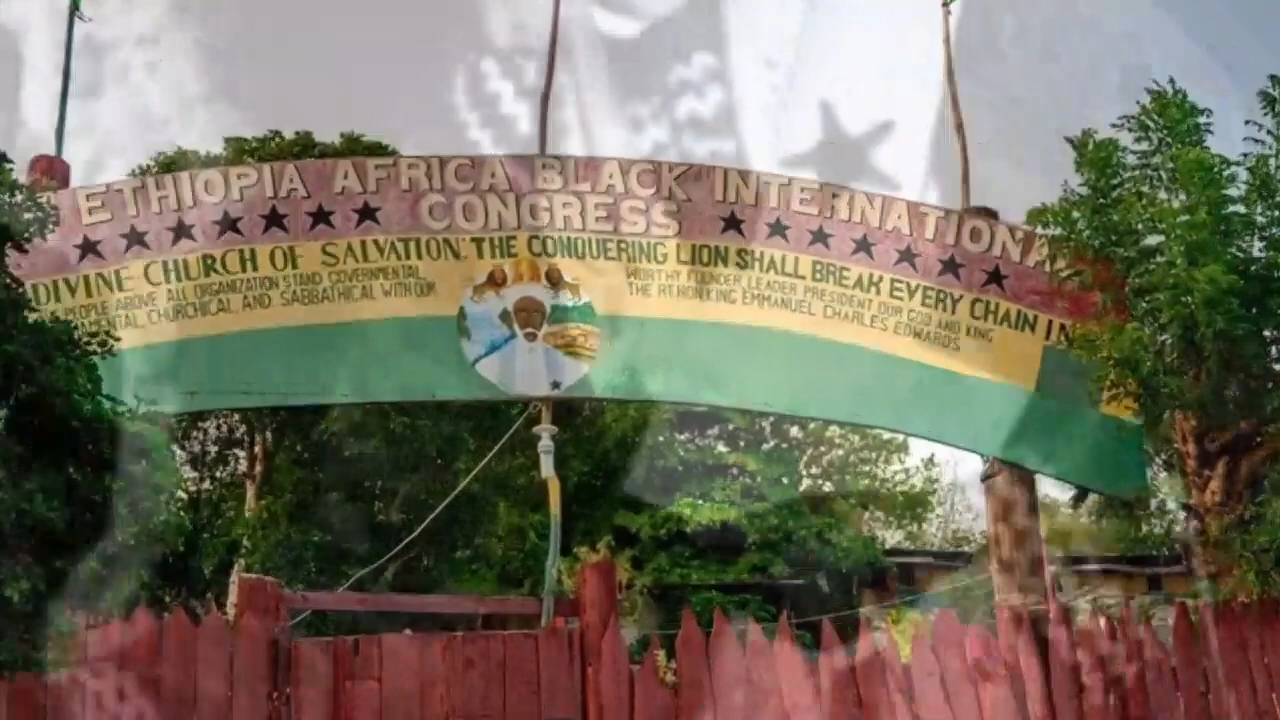 ETHIOPIA AFRICA BLACK INTERNATIONA
CONGRESS
DIVINE CHURCH OF SALVATION: THE CONQUERING LION SHALL BREAK EVERY CHAIN IN
PEOPLE ABOVE ALL ORGANIZATION STAND GOVERNMENTAL,
CHURCHICAL, AND SABBATHICAL WITH OUR
WORTHY FOUNDER LEADER PRESIDENT OUR GOD AND KING
THE RT HON KING EMMANUEL CHARLES EDWARDS